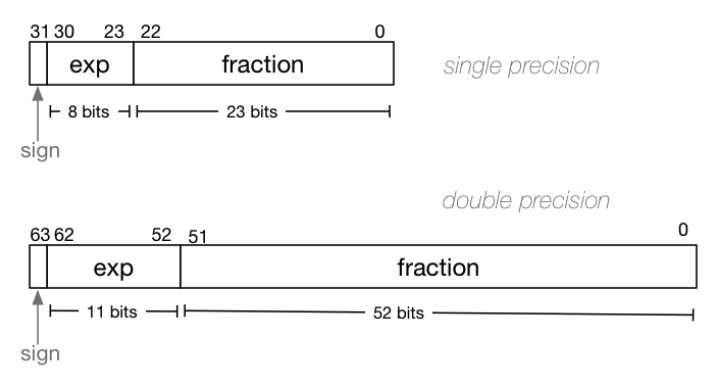 31 30 23 22 0
exp fraction single precision
8 bits 23 bits
sign
double precision
63 62 52 51 0
exp fraction
11 bits 52 bits
sign